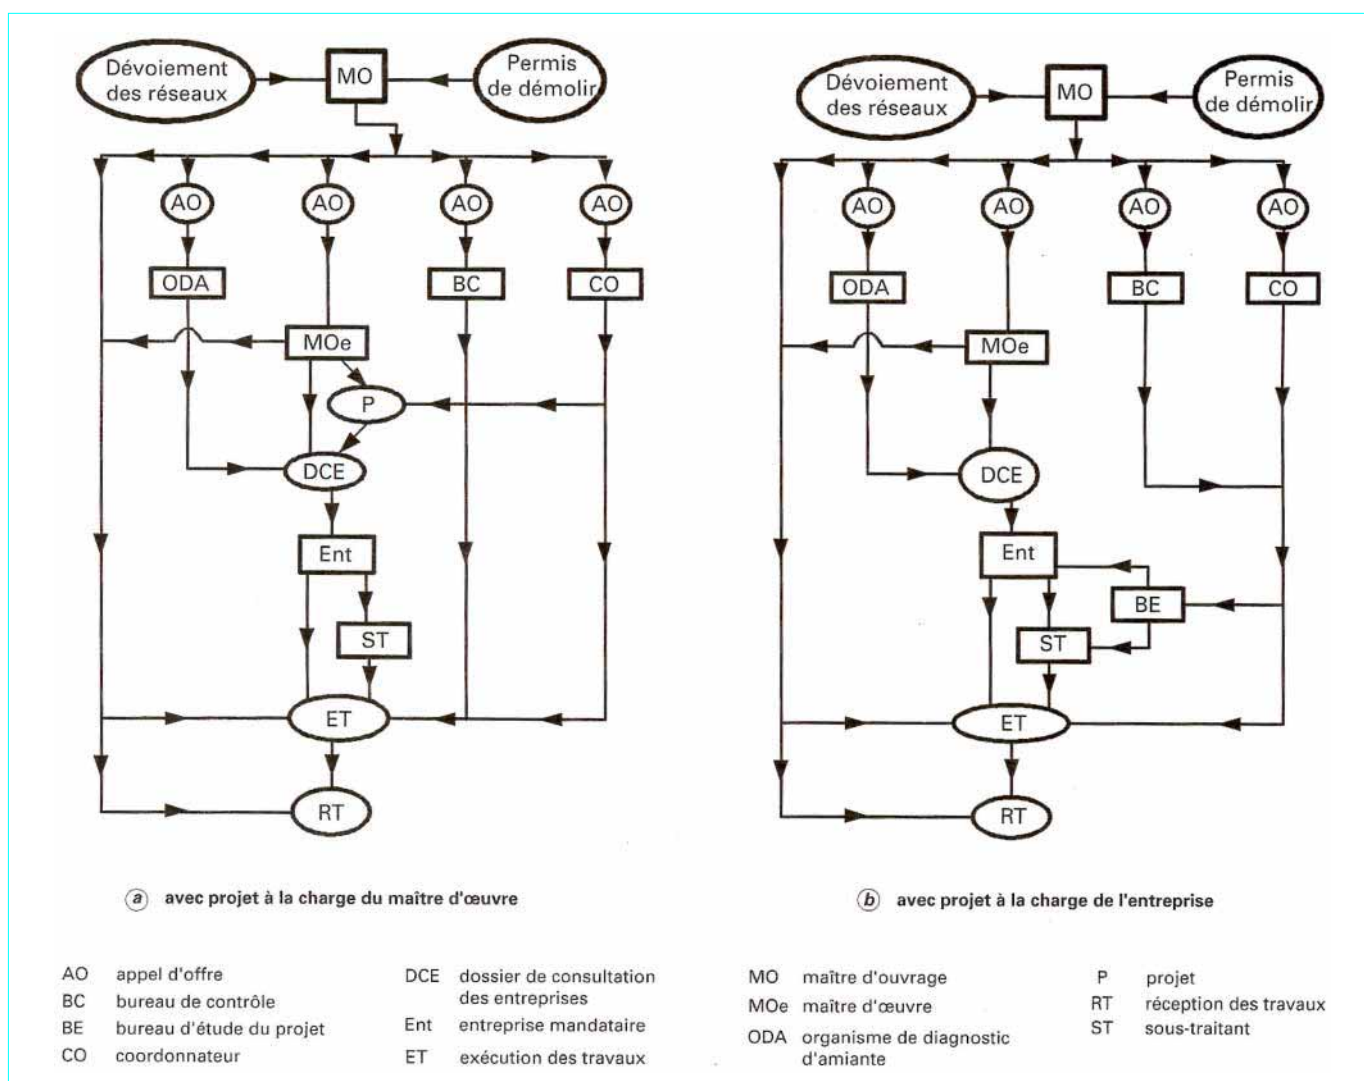 Dévoiement
des réseaux
MO
Permis
de démolir
AO
AO
AO
AO
ODA
BC
CO
MOe
P
DCE
Ent
ST
ET
RT
a avec projet à la charge du maître d'œuvre
Dévoiement
des réseaux
MO
Permis
de démolir
AO
AO
AO
AO
ODA
BC
CO
MOe
DCE
Ent
BE
ST
ET
RT
b avec projet à la charge de l'entreprise
AO appel d'offre
BC bureau de contrôle
BE bureau d'étude du projet
CO coordonnateur
DCE dossier de consultation
des entreprises
Ent entreprise mandataire
ET exécution des travaux
MO maître d'ouvrage
MOe maître d'œuvre
ODA organisme de diagnostic
d'amiante
P projet
RT réception des travaux
ST sous-traitant